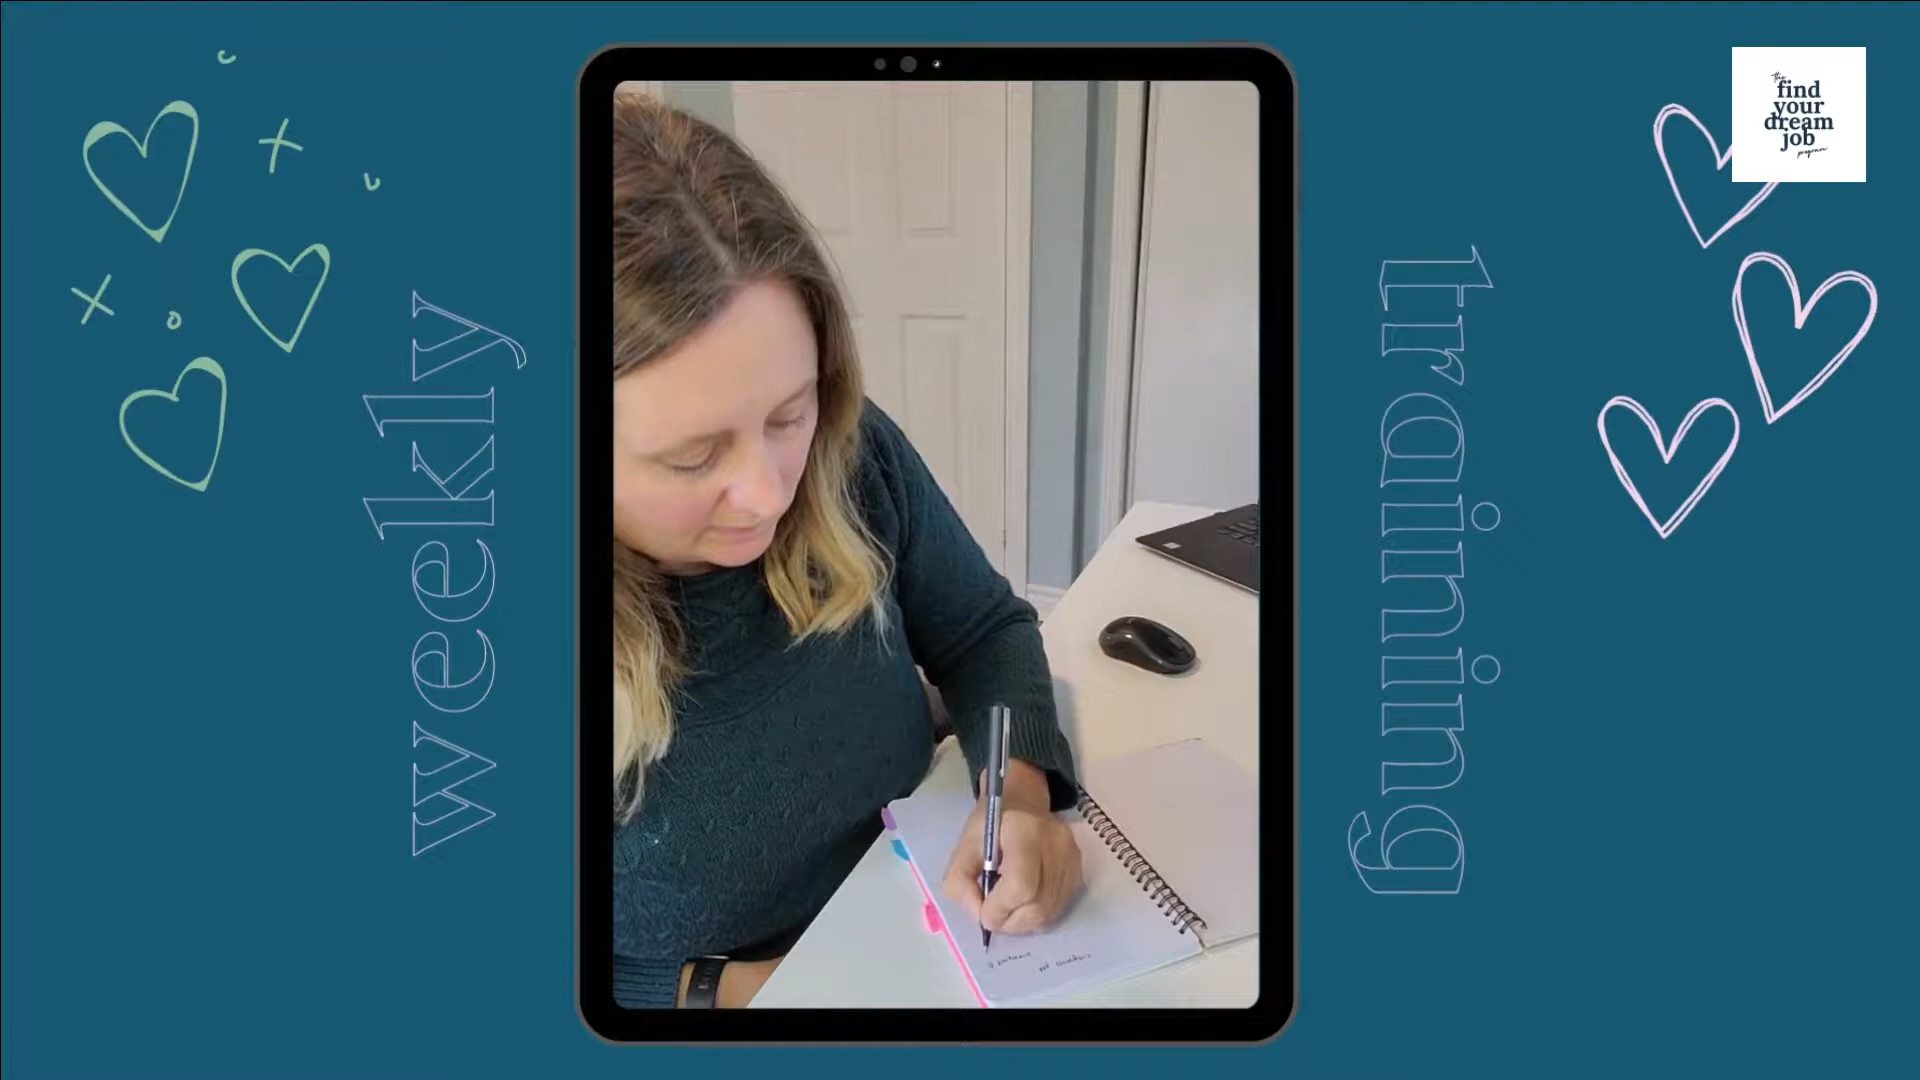 weekly
training
the
find
your
dream
job
program